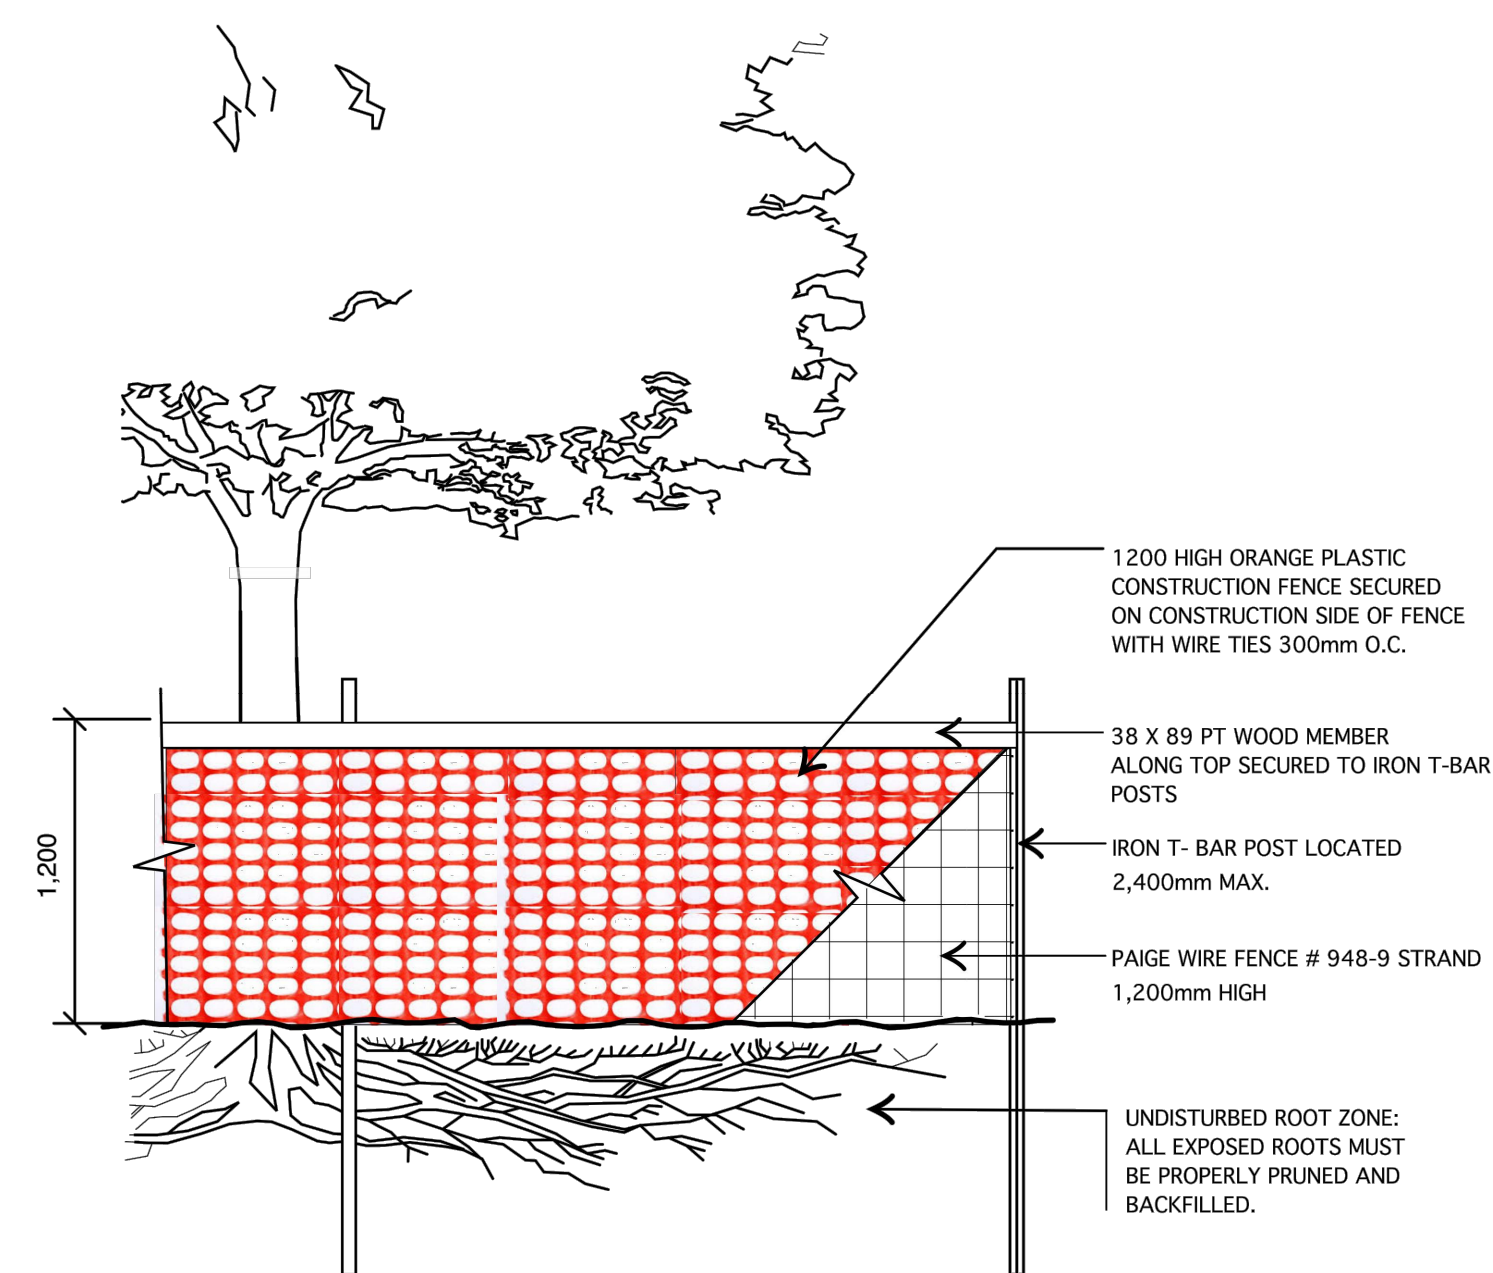 1200 HIGH ORANGE PLASTIC
CONSTRUCTION FENCE SECURED
ON CONSTRUCTION SIDE OF FENCE
WITH WIRE TIES 300mm O.C.
38 X 89 PT WOOD MEMBER
ALONG TOP SECURED TO IRON T-BAR
POSTS
IRON T- BAR POST LOCATED
2,400mm MAX.
1,200
PAIGE WIRE FENCE # 948-9 STRAND
1,200mm HIGH
UNDISTURBED ROOT ZONE:
ALL EXPOSED ROOTS MUST
BE PROPERLY PRUNED AND
BACKFILLED.